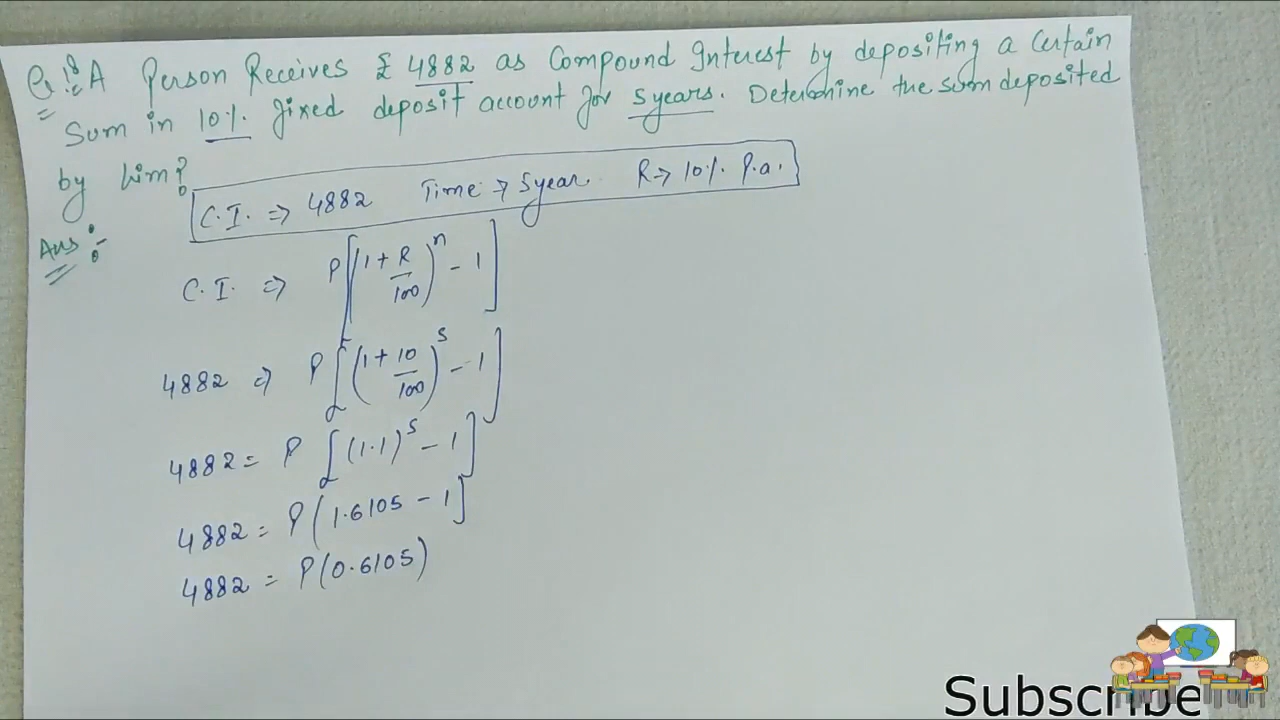 Q.18 A Person Receives ₤ 4882 as Compound Interest by depositing a Certain
Sum in 10% fixed deposit account for 5 years. Determine the sum deposited
by him?
C.I. ⇒ 4882 Time → 5 year R → 10% P.a.
Ans:-
C.I. ⇒ P[(1 + R/100)^n - 1]
4882 ⇒ P[(1 + 10/100)^5 - 1]
4882 = P [(1.1)^5 - 1]
4882 = P(1.6105 - 1]
4882 = P(0.6105)
Subscribe